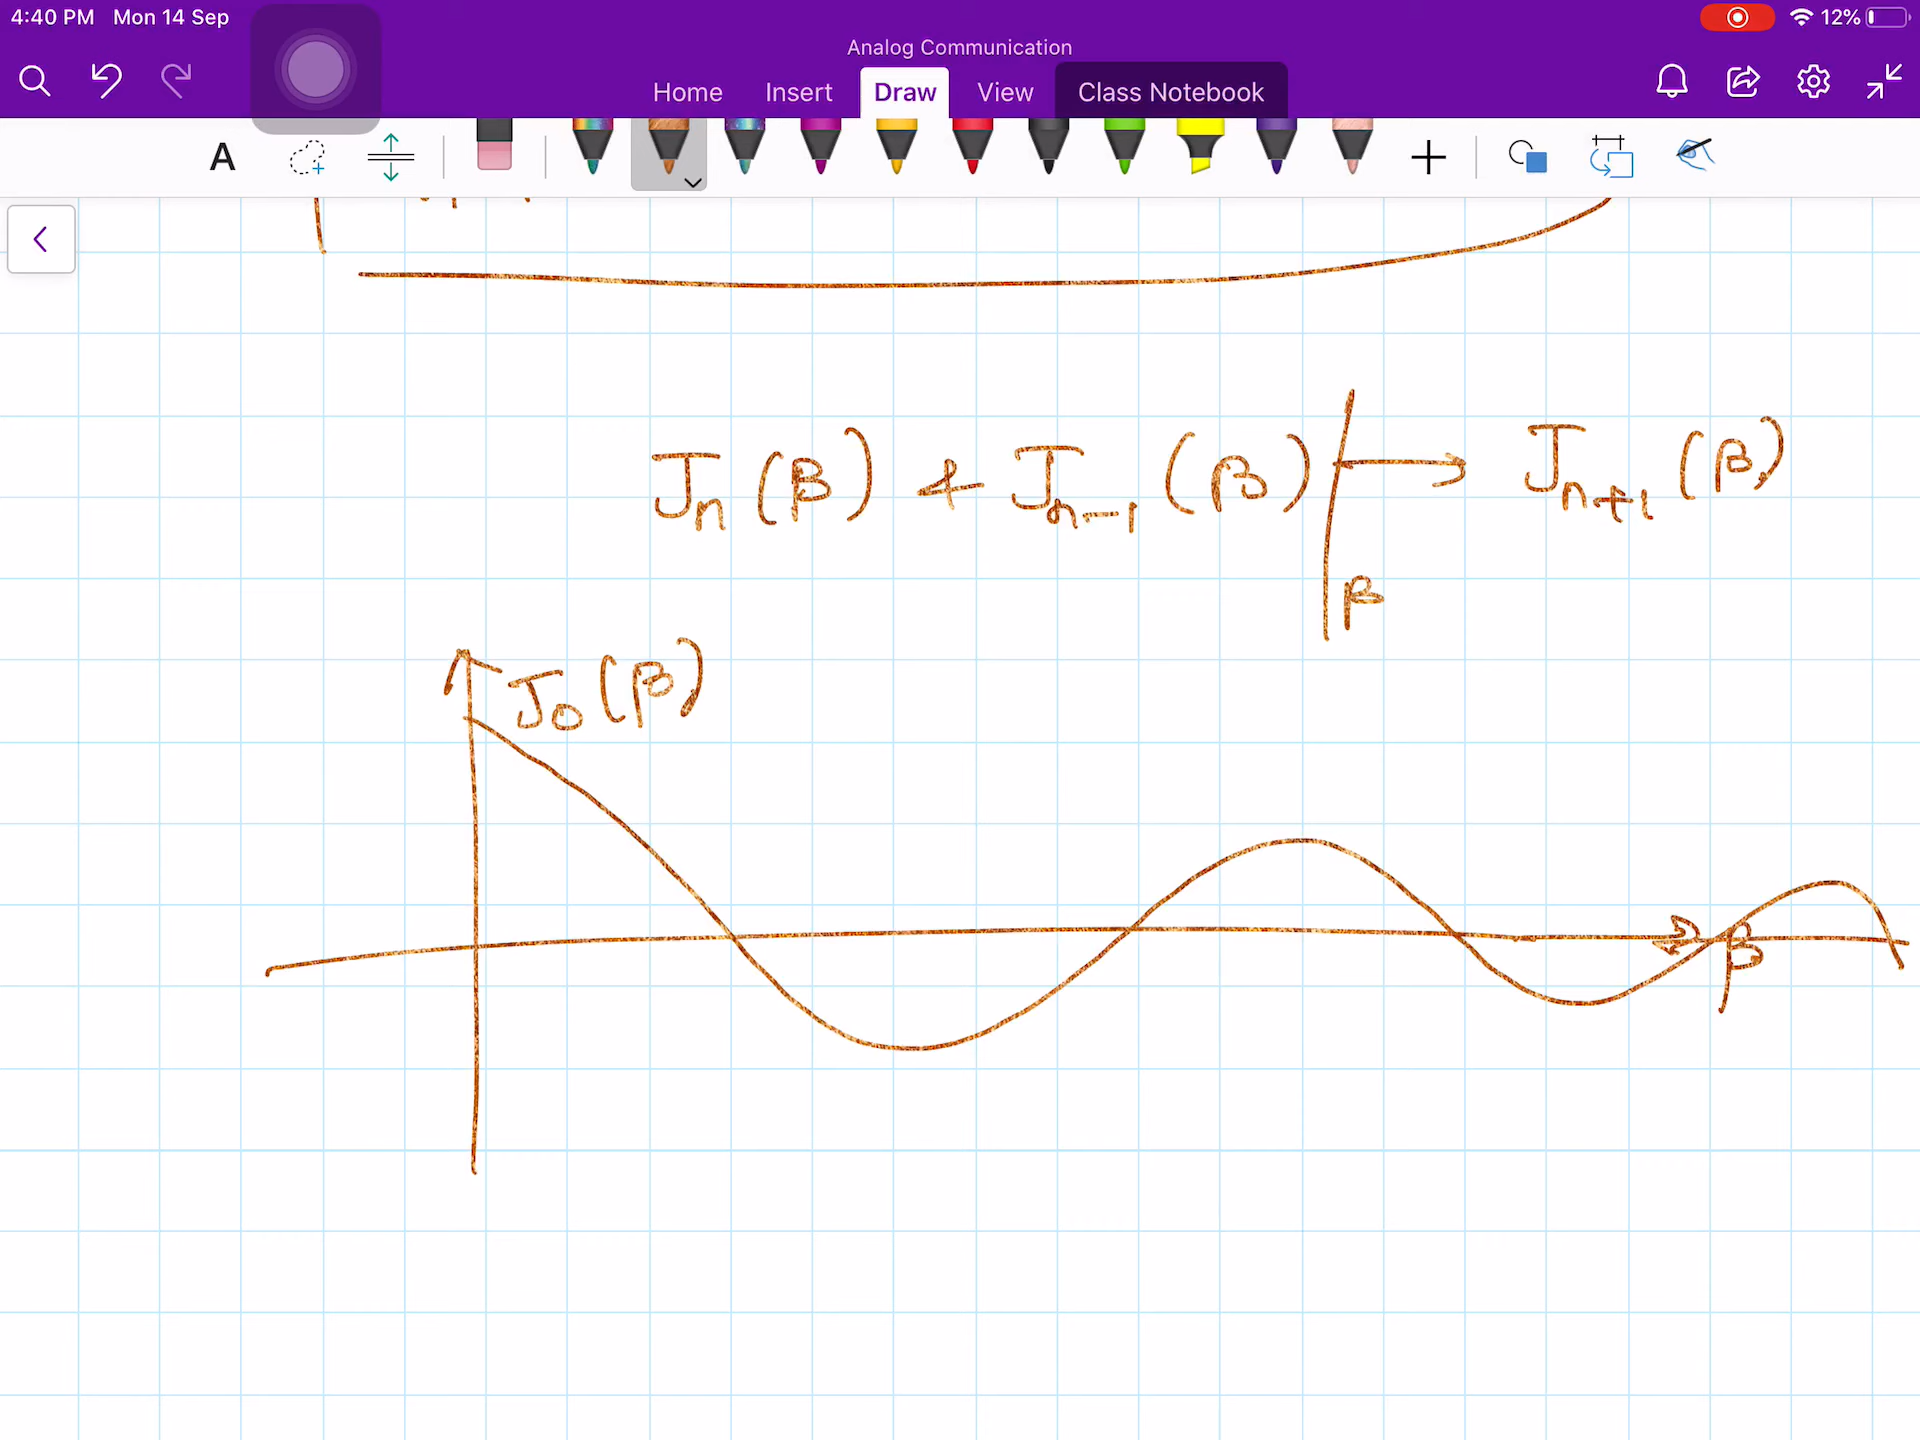 4:40 PM Mon 14 Sep 12%
Analog Communication
Home Insert Draw View Class Notebook
A
Jn(β) & Jn-1(β) | β → Jn+1(β)
J0(β)
β